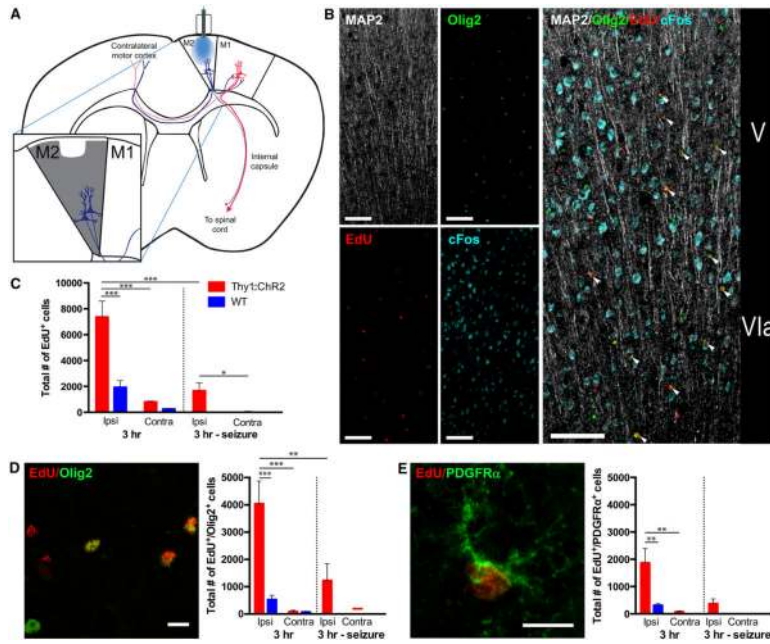 A
Contralateral
motor cortex
M2
M1
M2
M1
Internal
capsule
To spinal
cord
B
MAP2
Olig2
EdU
cFos
MAP2/Olig2/EdU/cFos
V
VIa
C
Total # of EdU+ cells
10000
8000
6000
4000
2000
0
***
***
***
*
Thy1:ChR2
WT
Ipsi
Contra
Ipsi
Contra
3 hr
3 hr - seizure
D
EdU/Olig2
Total # of EdU+/Olig2+ cells
5000
4000
3000
2000
1000
0
**
***
***
Ipsi
Contra
Ipsi
Contra
3 hr
3 hr - seizure
E
EdU/PDGFRα
Total # of EdU+/PDGFRα+ cells
5000
4000
3000
2000
1000
0
**
**
Ipsi
Contra
Ipsi
Contra
3 hr
3 hr - seizure